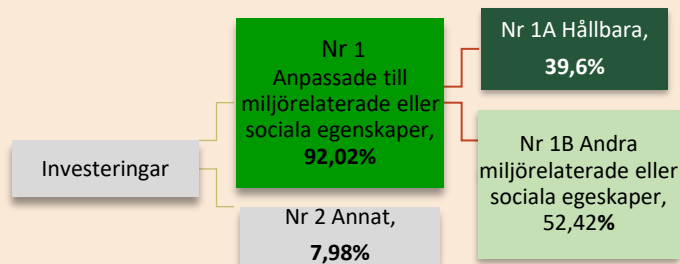 Investeringar
Nr 1
Anpassade till
miljörelaterade eller
sociala egenskaper,
92,02%
Nr 2 Annat,
7,98%
Nr 1A Hållbara,
39,6%
Nr 1B Andra
miljörelaterade eller
sociala egeskaper,
52,42%